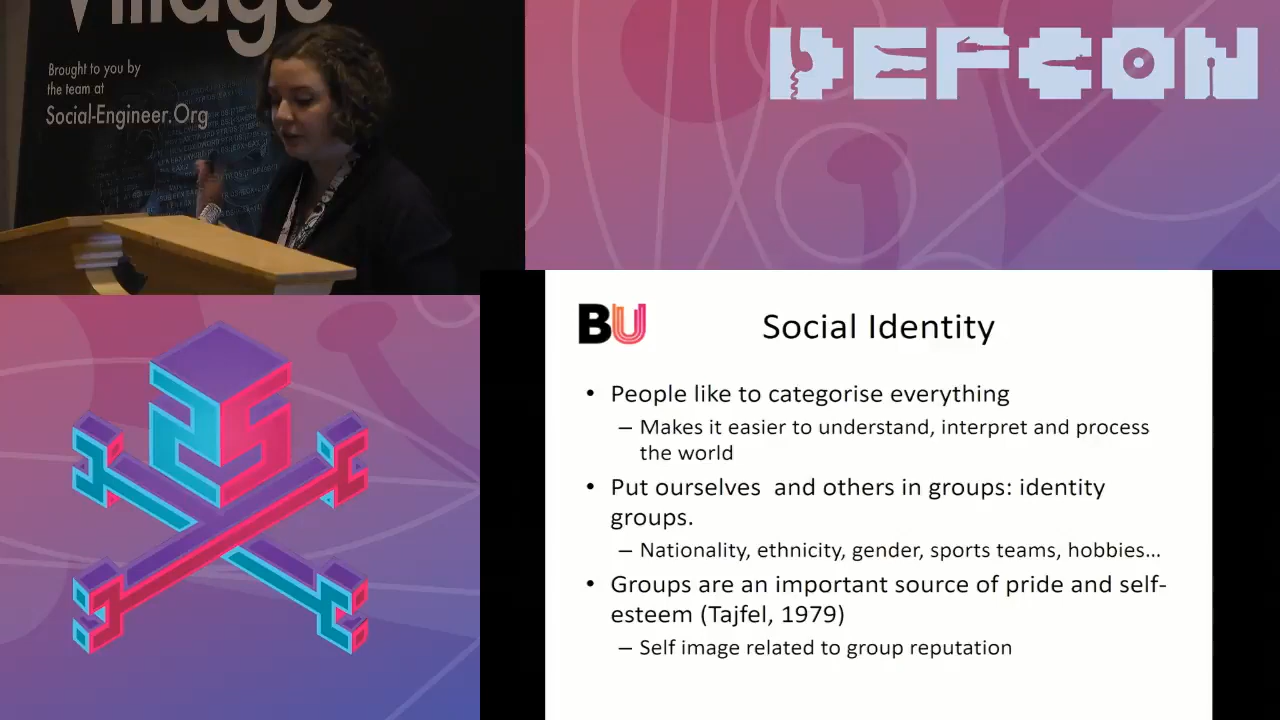 Village
Brought to you by
the team at
Social-Engineer.Org
DEFCON
BU
Social Identity
• People like to categorise everything
– Makes it easier to understand, interpret and process
the world
• Put ourselves  and others in groups: identity
groups.
– Nationality, ethnicity, gender, sports teams, hobbies…
• Groups are an important source of pride and self-
esteem (Tajfel, 1979)
– Self image related to group reputation